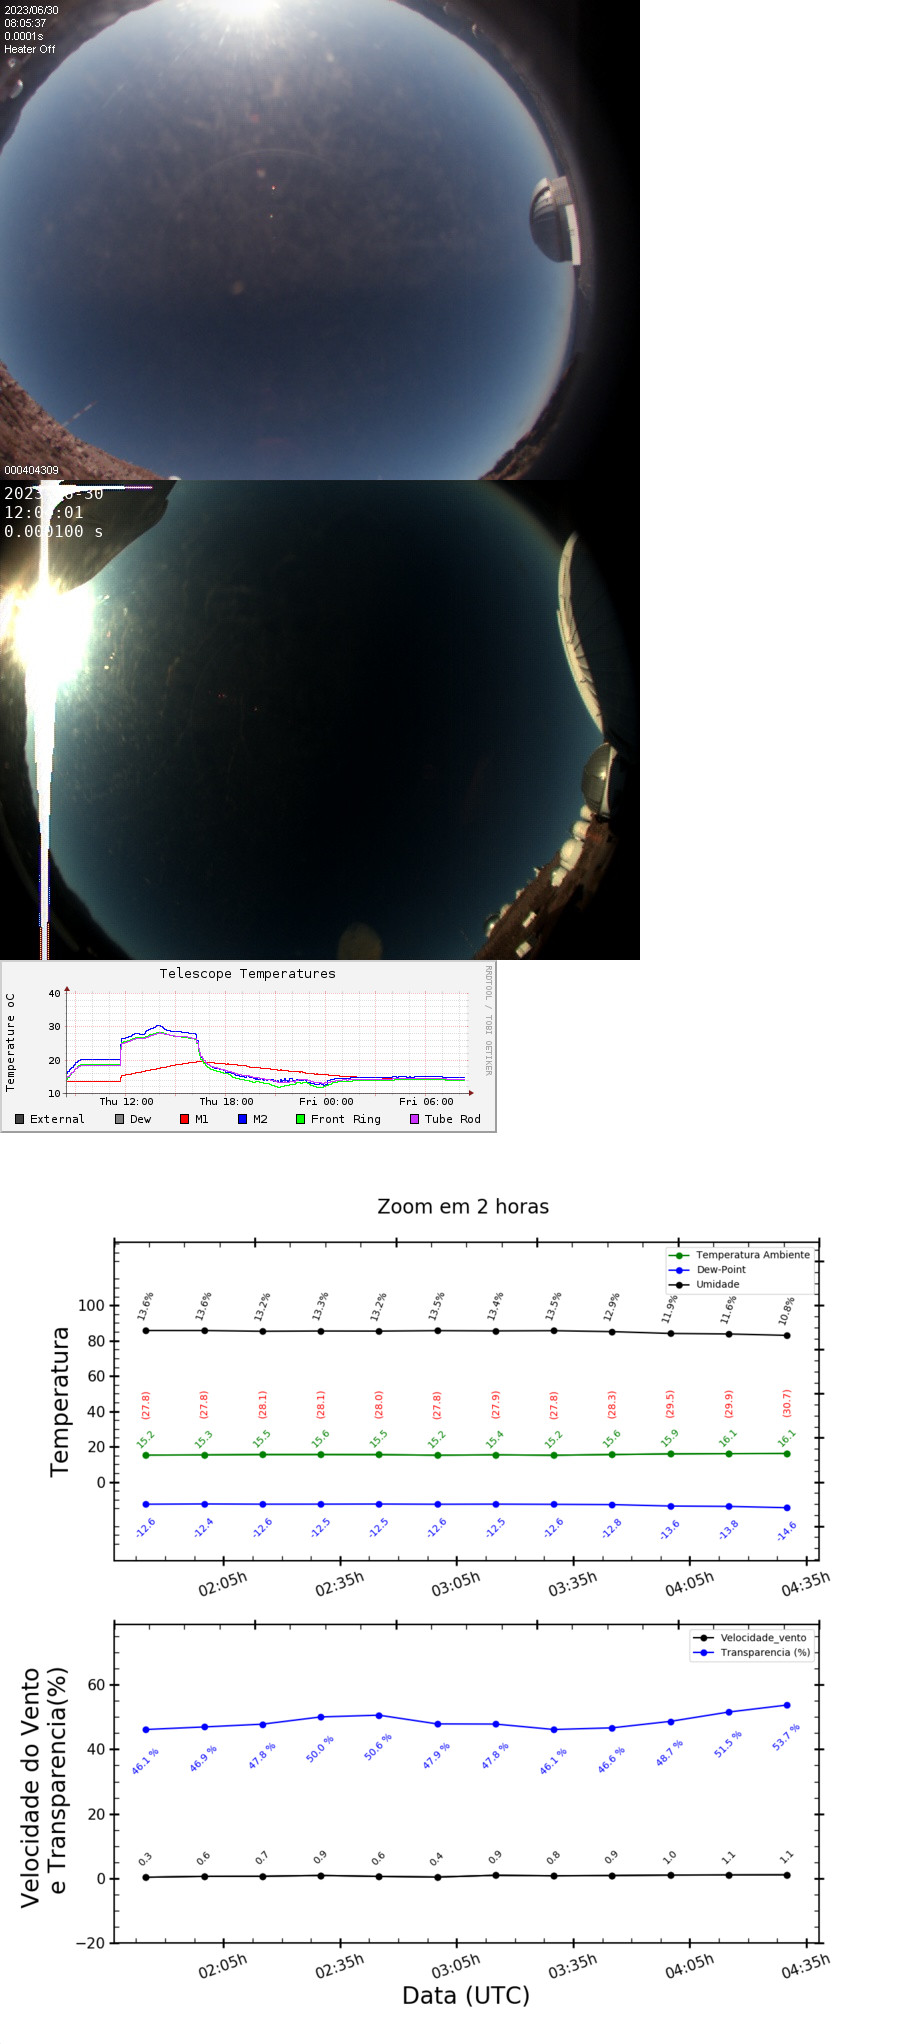 2023/06/30
08:05:37
0.0001s
Heater Off
000404309
12:0
0.000100 s
Telescope Temperatures
RRDTOOL / TOBI OETIKER
Temperature oC
40
30
20
10
Thu 12:00 Thu 18:00 Fri 00:00 Fri 06:00
External Dew M1 M2 Front Ring Tube Rod
Zoom em 2 horas
Temperatura Ambiente
Dew-Point
Umidade
Temperatura
100
80
60
40
20
0
13.6% 13.6% 13.2% 13.3% 13.2% 13.5% 13.4% 13.5% 12.9% 11.9% 11.6% 10.8%
(27.8) (27.8) (28.1) (28.1) (28.0) (27.8) (27.9) (27.8) (28.3) (29.5) (29.9) (30.7)
15.2 15.3 15.5 15.6 15.5 15.2 15.4 15.2 15.6 15.9 16.1 16.1
-12.6 -12.4 -12.6 -12.5 -12.5 -12.6 -12.5 -12.6 -12.8 -13.6 -13.8 -14.6
02:05h 02:35h 03:05h 03:35h 04:05h 04:35h
Velocidade_vento
Transparencia (%)
Velocidade do Vento
e Transparencia(%)
60
40
20
0
−20
46.1 % 46.9 % 47.8 % 50.0 % 50.6 % 47.9 % 47.8 % 46.1 % 46.6 % 48.7 % 51.5 % 53.7 %
0.3 0.6 0.7 0.9 0.6 0.4 0.9 0.8 0.9 1.0 1.1 1.1
02:05h 02:35h 03:05h 03:35h 04:05h 04:35h
Data (UTC)